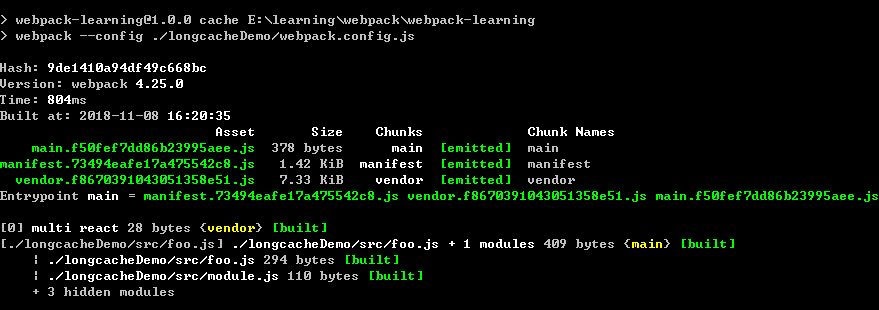 > webpack-learning@1.0.0 cache E:\learning\webpack\webpack-learning
> webpack --config ./longcacheDemo/webpack.config.js
Hash: 9de1410a94df49c668bc
Version: webpack 4.25.0
Time: 804ms
Built at: 2018-11-08 16:20:35
Asset Size Chunks Chunk Names
main.f50fef7dd86b23995aee.js 378 bytes main [emitted] main
manifest.73494eafe17a475542c8.js 1.42 KiB manifest [emitted] manifest
vendor.f8670391043051358e51.js 7.33 KiB vendor [emitted] vendor
Entrypoint main = manifest.73494eafe17a475542c8.js vendor.f8670391043051358e51.js main.f50fef7dd86b23995aee.js
[0] multi react 28 bytes {vendor} [built]
[./longcacheDemo/src/foo.js] ./longcacheDemo/src/foo.js + 1 modules 409 bytes {main} [built]
| ./longcacheDemo/src/foo.js 294 bytes [built]
| ./longcacheDemo/src/module.js 110 bytes [built]
+ 3 hidden modules